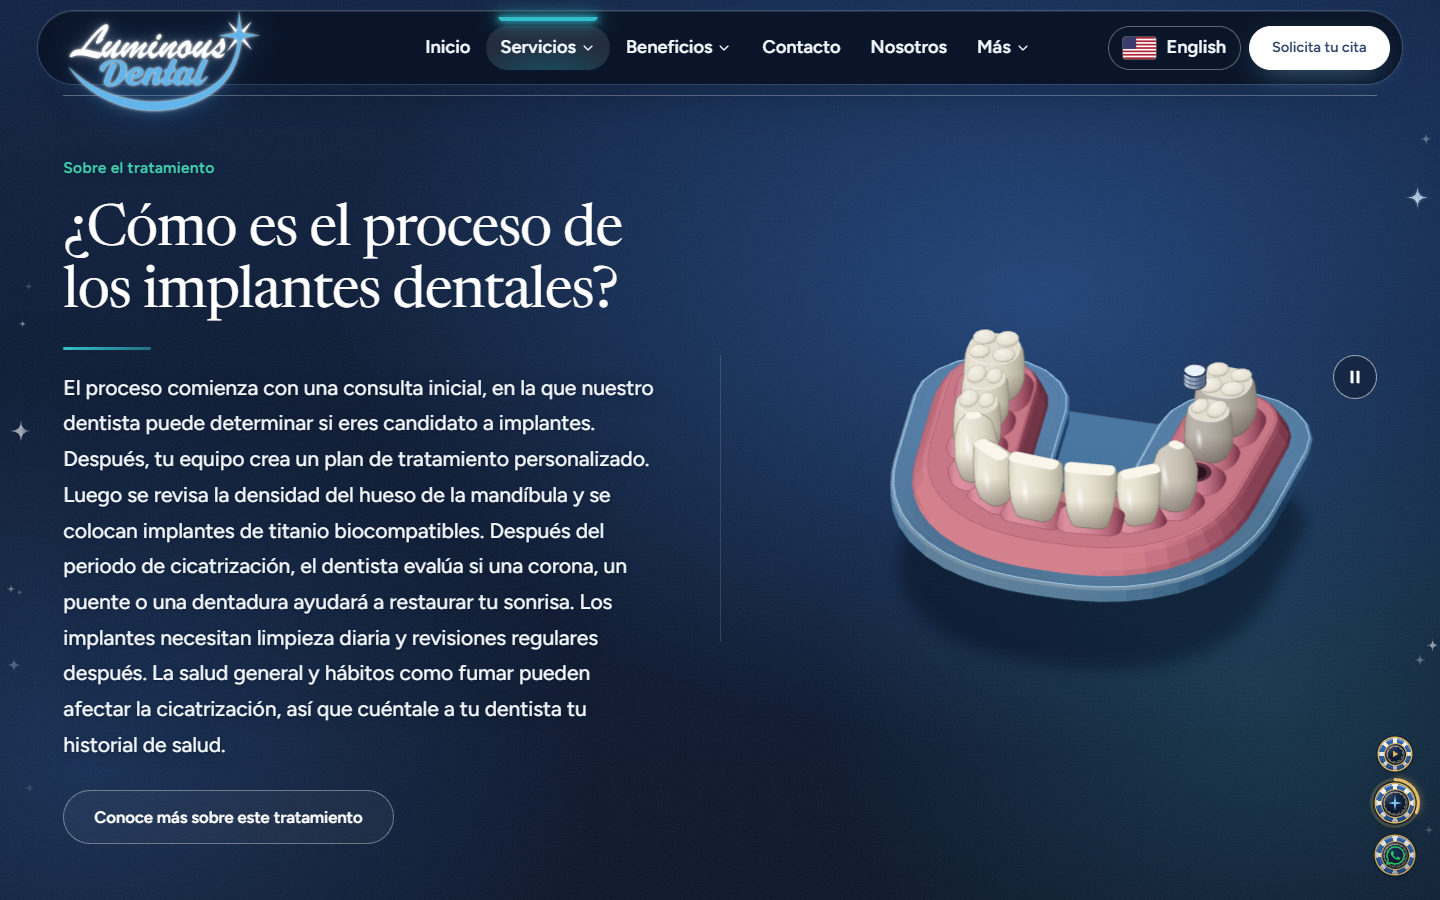 Luminous
Dental
Inicio
Servicios
Beneficios
Contacto
Nosotros
Más
English
Solicita tu cita
Sobre el tratamiento
¿Cómo es el proceso de
los implantes dentales?
El proceso comienza con una consulta inicial, en la que nuestro
dentista puede determinar si eres candidato a implantes.
Después, tu equipo crea un plan de tratamiento personalizado.
Luego se revisa la densidad del hueso de la mandíbula y se
colocan implantes de titanio biocompatibles. Después del
periodo de cicatrización, el dentista evalúa si una corona, un
puente o una dentadura ayudará a restaurar tu sonrisa. Los
implantes necesitan limpieza diaria y revisiones regulares
después. La salud general y hábitos como fumar pueden
afectar la cicatrización, así que cuéntale a tu dentista tu
historial de salud.
Conoce más sobre este tratamiento